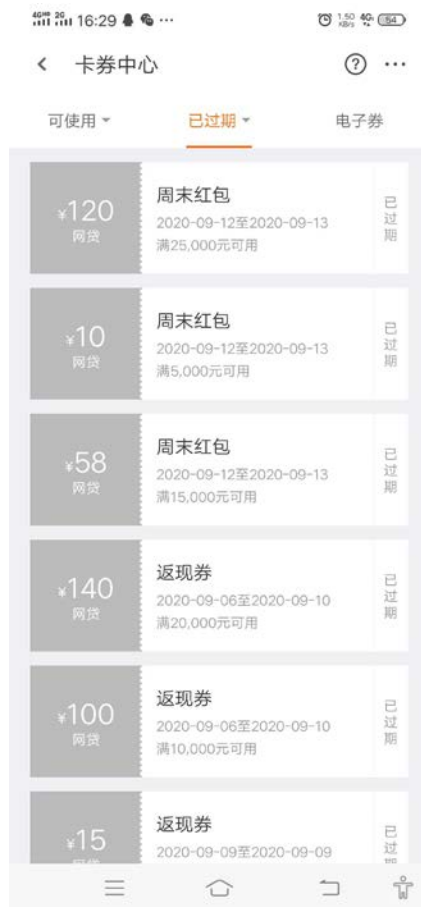 4GHD 2G 16:29 ··· 1.50 KB/s 4G 54
卡券中心
可使用 已过期 电子券
¥120
网贷
周末红包
2020-09-12至2020-09-13
满25,000元可用
已过期
¥10
网贷
周末红包
2020-09-12至2020-09-13
满5,000元可用
已过期
¥58
网贷
周末红包
2020-09-12至2020-09-13
满15,000元可用
已过期
¥140
网贷
返现券
2020-09-06至2020-09-10
满20,000元可用
已过期
¥100
网贷
返现券
2020-09-06至2020-09-10
满10,000元可用
已过期
¥15
返现券
2020-09-09至2020-09-09
已过